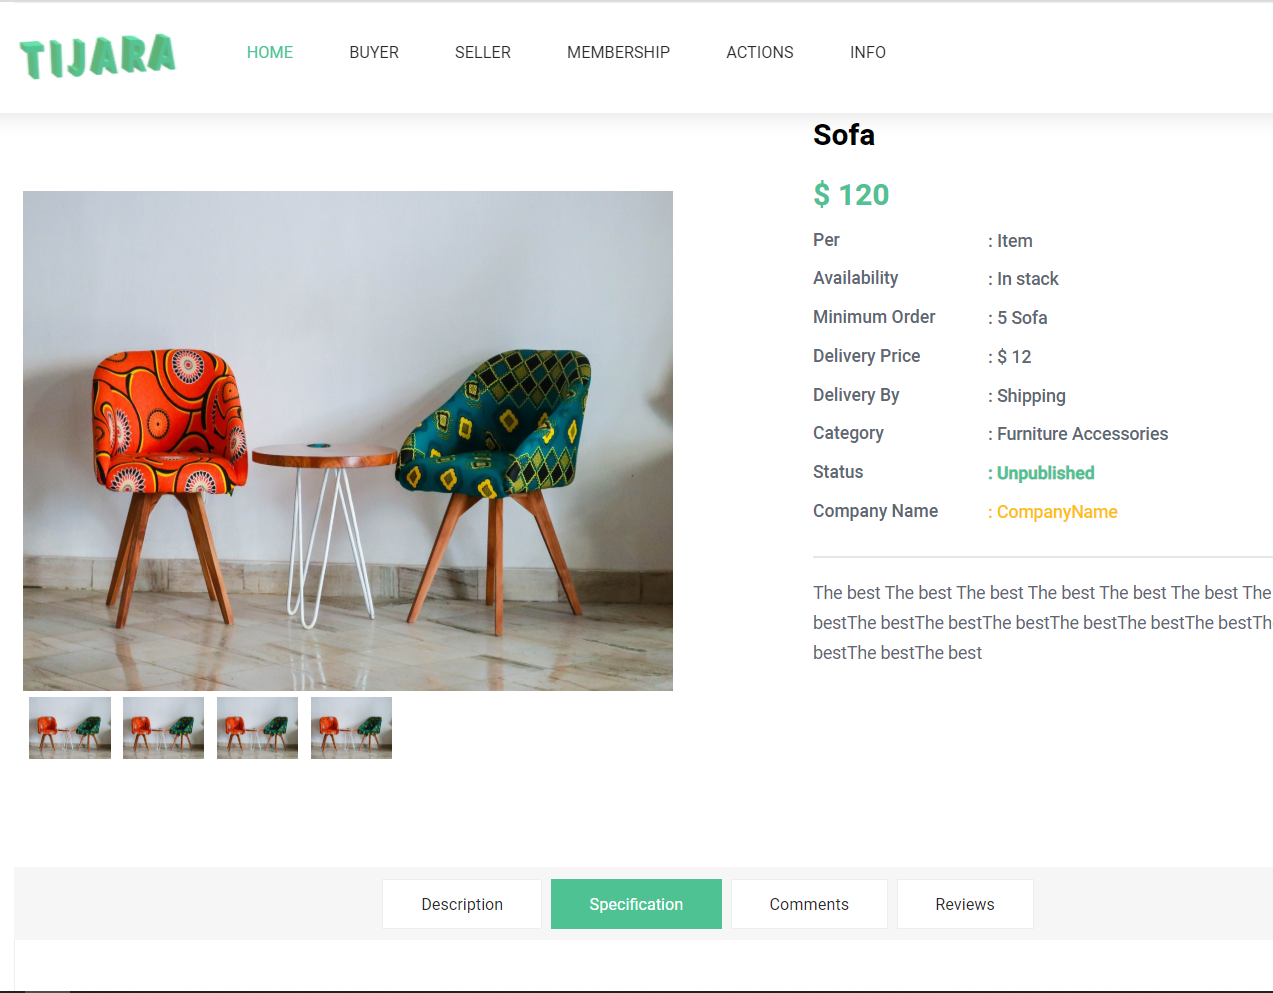 TIJARA
HOME BUYER SELLER MEMBERSHIP ACTIONS INFO
Sofa
$ 120
Per : Item
Availability : In stack
Minimum Order : 5 Sofa
Delivery Price : $ 12
Delivery By : Shipping
Category : Furniture Accessories
Status : Unpublished
Company Name : CompanyName
The best The best The best The best The best The best The
bestThe bestThe bestThe bestThe bestThe bestThe bestTh
bestThe bestThe best
Description Specification Comments Reviews